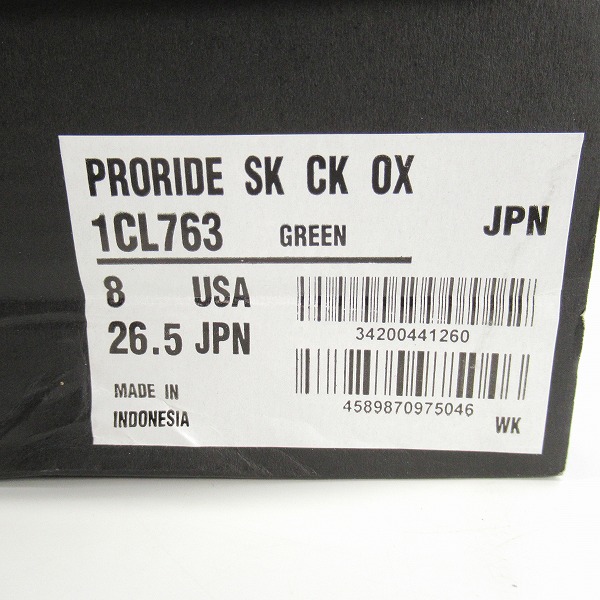 PRORIDE SK CK OX
1CL763 GREEN JPN
8 USA
26.5 JPN
34200441260
4589870975046
MADE IN
INDONESIA
WK